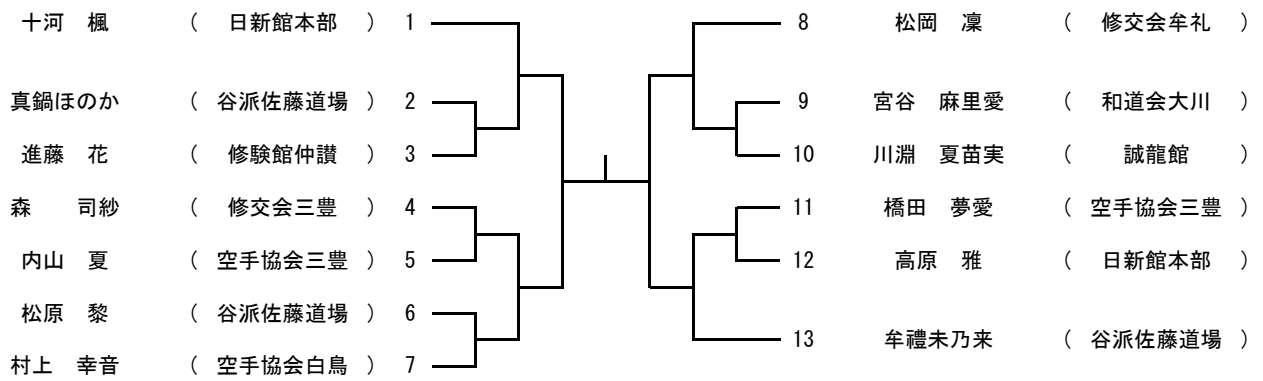 十河　楓　（　日新館本部　）　1
真鍋ほのか　（　谷派佐藤道場　）　2
進藤　花　（　修験館仲讃　）　3
森　　司紗　（　修交会三豊　）　4
内山　夏　（　空手協会三豊　）　5
松原　黎　（　谷派佐藤道場　）　6
村上　幸音　（　空手協会白鳥　）　7
8　松岡　凜　（　修交会牟礼　）
9　宮谷　麻里愛　（　和道会大川　）
10　川淵　夏苗実　（　誠龍館　）
11　橋田　夢愛　（　空手協会三豊　）
12　高原　雅　（　日新館本部　）
13　牟禮未乃来　（　谷派佐藤道場　）